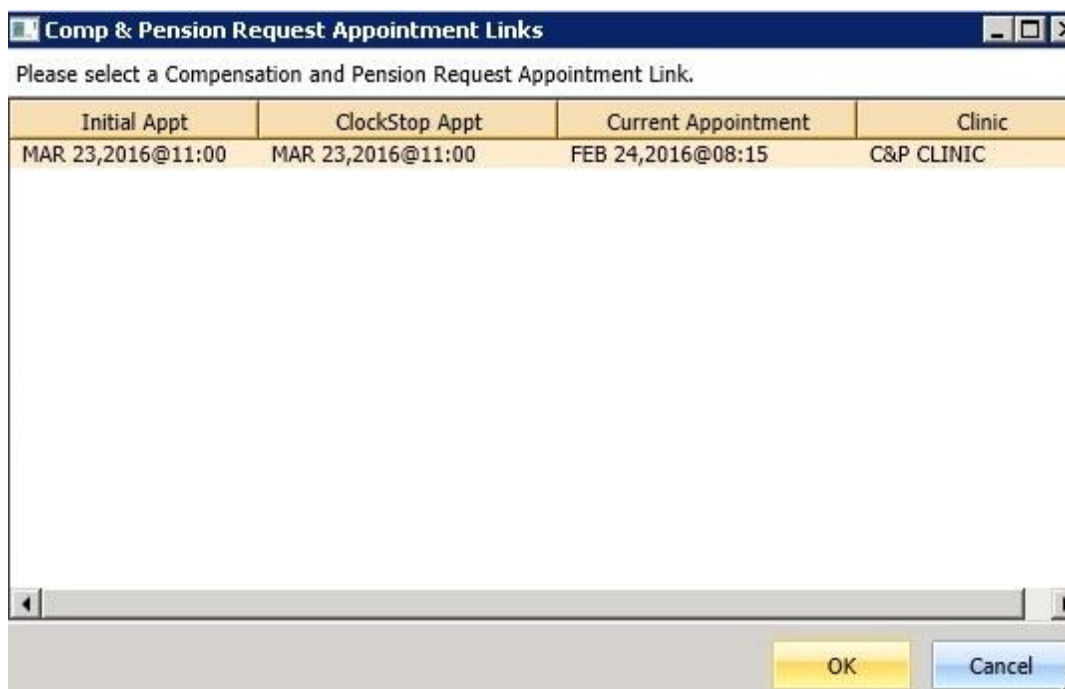 Comp & Pension Request Appointment Links
Please select a Compensation and Pension Request Appointment Link.
Initial Appt ClockStop Appt Current Appointment Clinic
MAR 23,2016@11:00 MAR 23,2016@11:00 FEB 24,2016@08:15 C&P CLINIC
OK Cancel